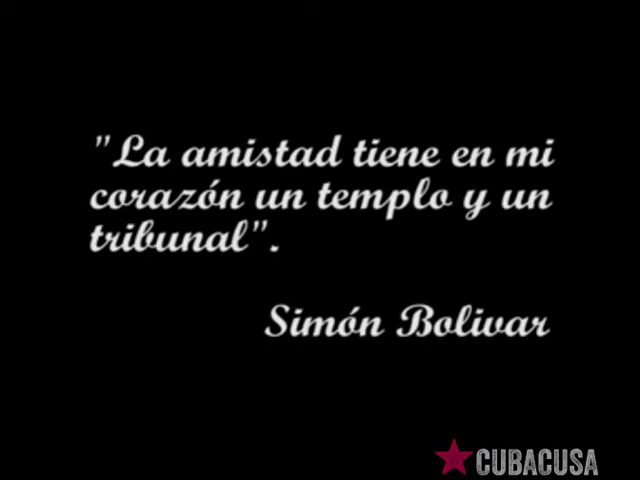 "La amistad tiene en mi
corazón un templo y un
tribunal".
Simón Bolivar
CUBACUSA